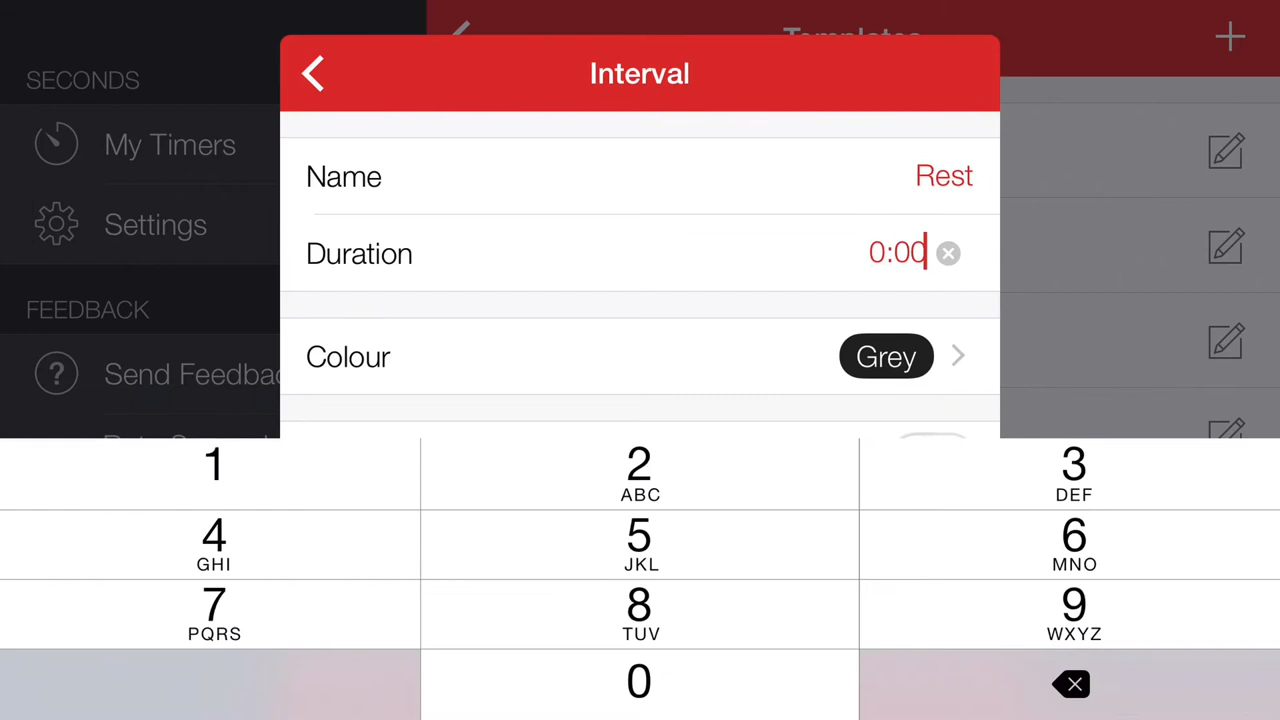 Templates
SECONDS
My Timers
Settings
FEEDBACK
Send Feedbac
Interval
Name Rest
Duration 0:00
Colour Grey
1
2 ABC
3 DEF
4 GHI
5 JKL
6 MNO
7 PQRS
8 TUV
9 WXYZ
0